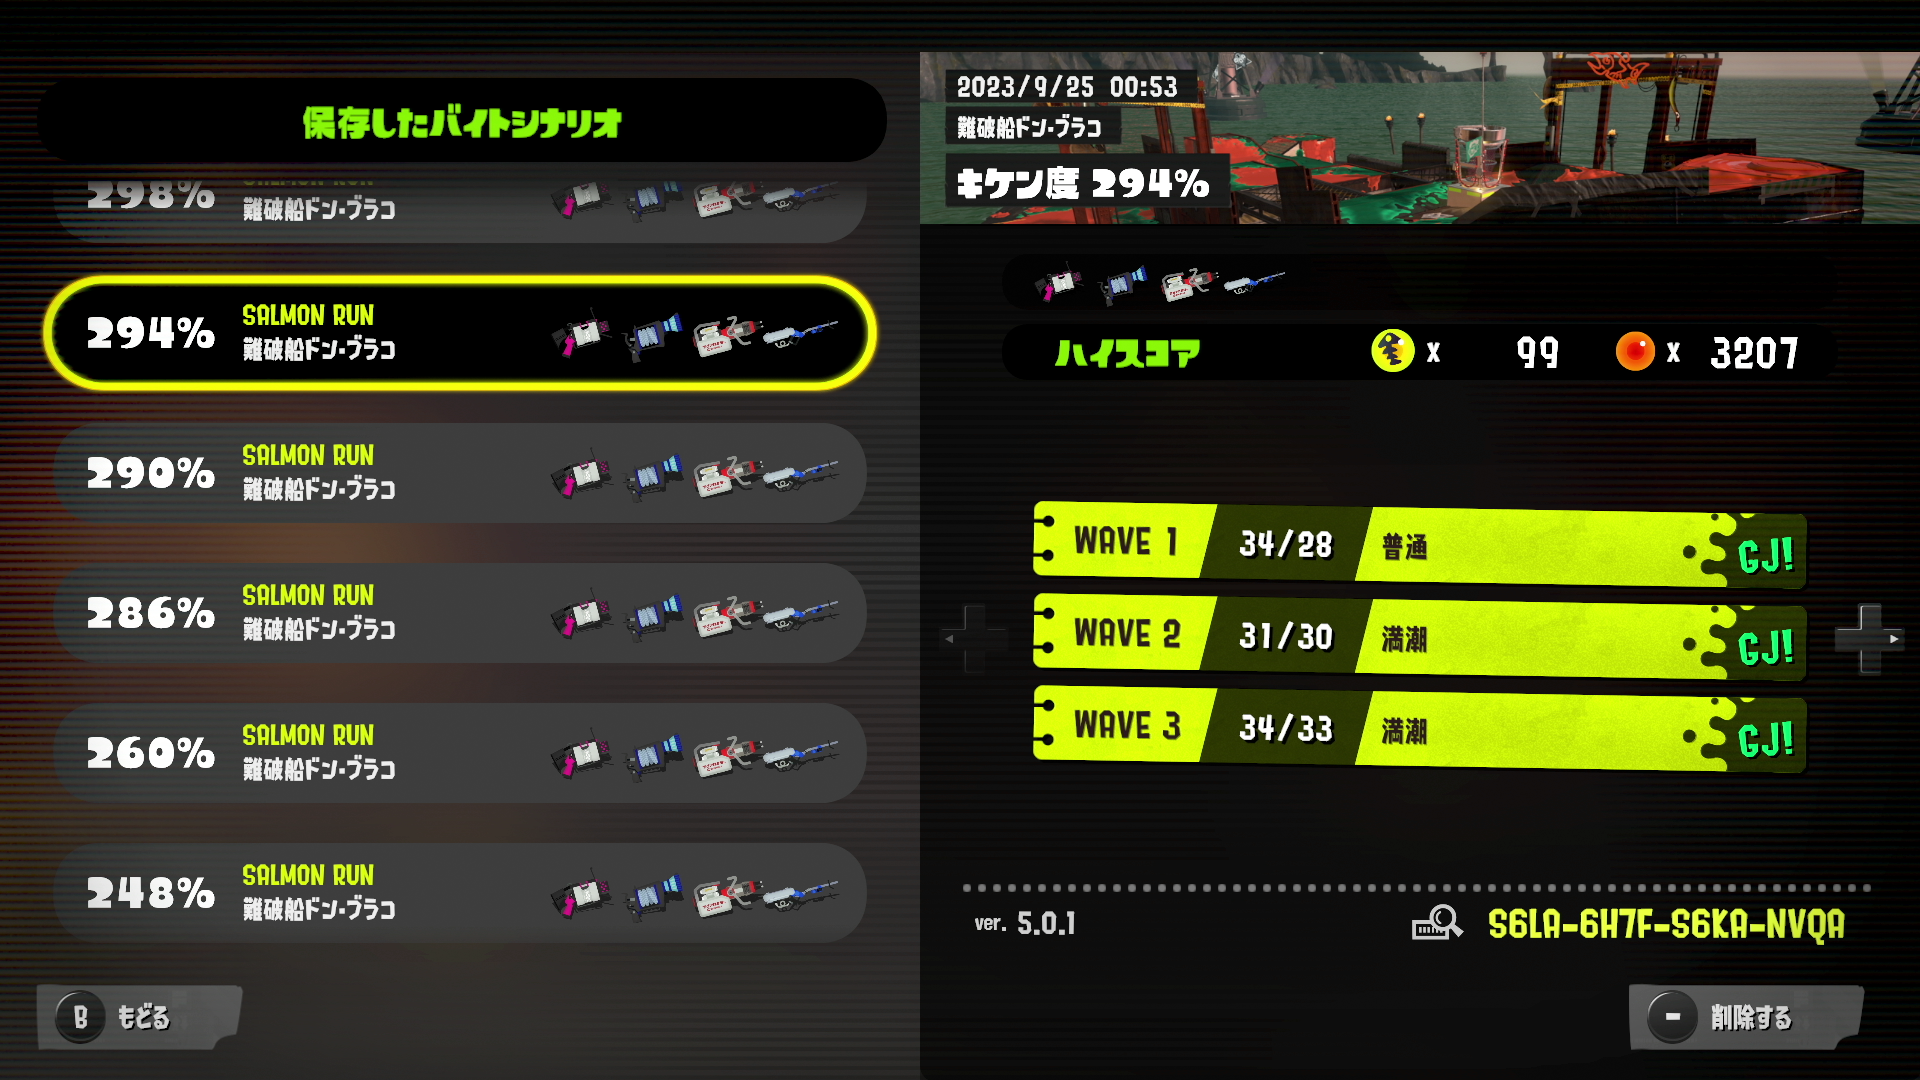 保存したバイトシナリオ
298% SALMON RUN
難破船ドン・ブラコ
294% SALMON RUN
難破船ドン・ブラコ
290% SALMON RUN
難破船ドン・ブラコ
286% SALMON RUN
難破船ドン・ブラコ
260% SALMON RUN
難破船ドン・ブラコ
248% SALMON RUN
難破船ドン・ブラコ
B もどる
2023/9/25 00:53
難破船ドン・ブラコ
キケン度 294%
ハイスコア x 99 x 3207
WAVE 1 34/28 普通 GJ!
WAVE 2 31/30 満潮 GJ!
WAVE 3 34/33 満潮 GJ!
ver. 5.0.1 S6LA-6H7F-S6KA-NVQA
- 削除する